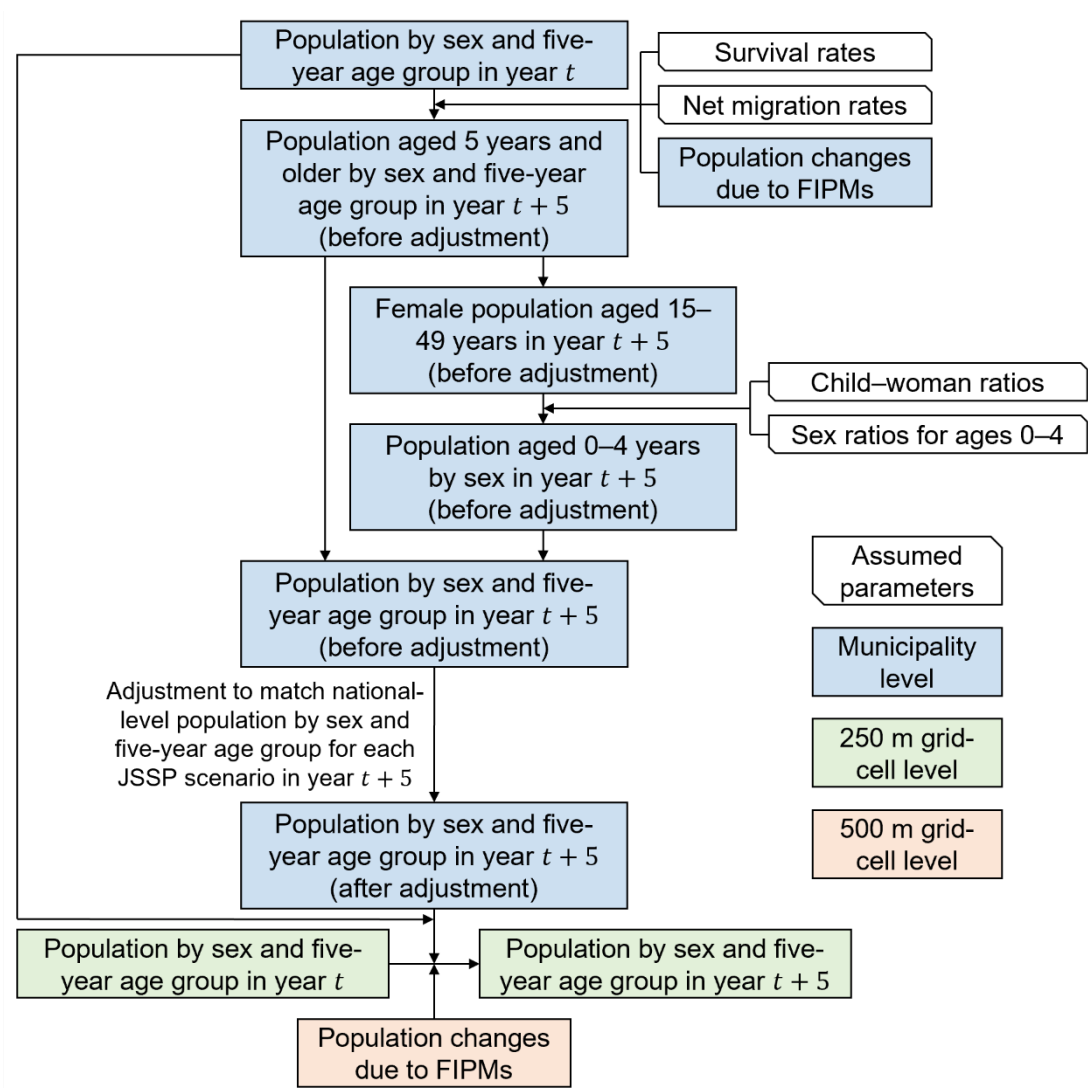 Population by sex and five-
year age group in year t
Survival rates
Net migration rates
Population changes
due to FIPMs
Population aged 5 years and
older by sex and five-year
age group in year t + 5
(before adjustment)
Female population aged 15–
49 years in year t + 5
(before adjustment)
Child–woman ratios
Sex ratios for ages 0–4
Population aged 0–4 years
by sex in year t + 5
(before adjustment)
Population by sex and five-
year age group in year t + 5
(before adjustment)
Adjustment to match national-
level population by sex and
five-year age group for each
JSSP scenario in year t + 5
Population by sex and five-
year age group in year t + 5
(after adjustment)
Population by sex and five-
year age group in year t
Population by sex and five-
year age group in year t + 5
Population changes
due to FIPMs
Assumed
parameters
Municipality
level
250 m grid-
cell level
500 m grid-
cell level